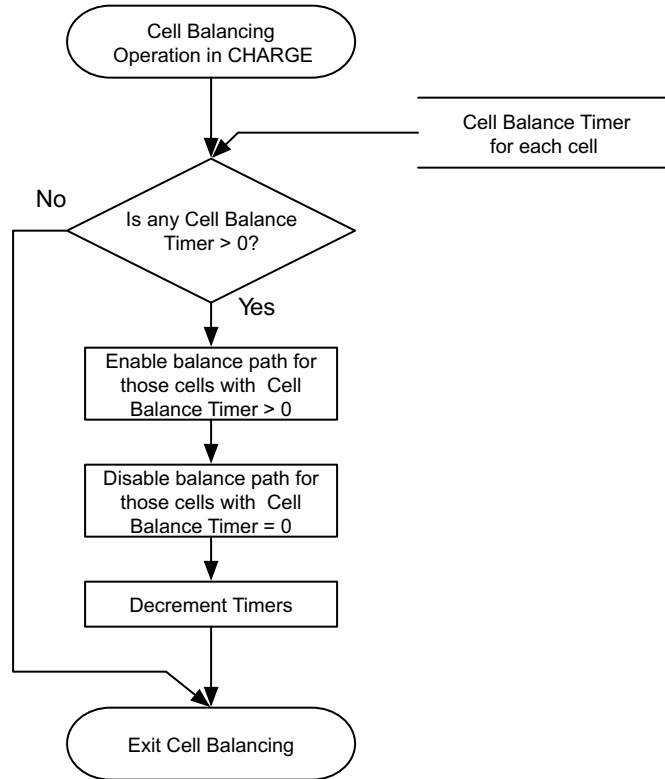 Cell Balancing
Operation in CHARGE
Cell Balance Timer
for each cell
No
Is any Cell Balance
Timer > 0?
Yes
Enable balance path for
those cells with Cell
Balance Timer > 0
Disable balance path for
those cells with Cell
Balance Timer = 0
Decrement Timers
Exit Cell Balancing